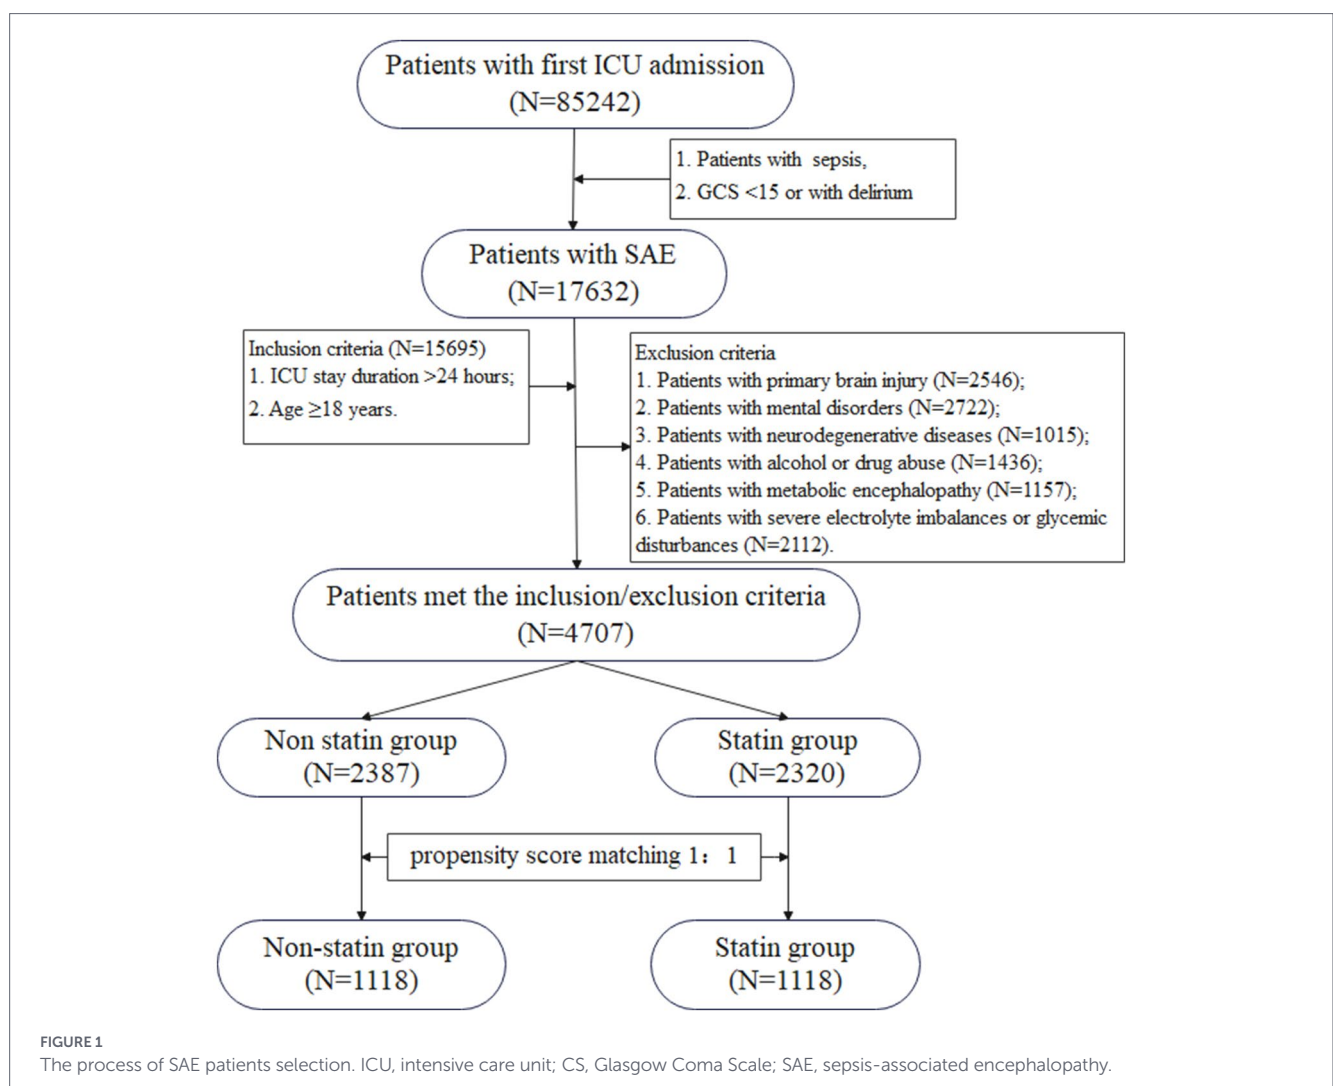 Patients with first ICU admission
(N=85242)
1. Patients with sepsis,
2. GCS <15 or with delirium
Patients with SAE
(N=17632)
Inclusion criteria (N=15695)
1. ICU stay duration >24 hours;
2. Age ≥18 years.
Exclusion criteria
1. Patients with primary brain injury (N=2546);
2. Patients with mental disorders (N=2722);
3. Patients with neurodegenerative diseases (N=1015);
4. Patients with alcohol or drug abuse (N=1436);
5. Patients with metabolic encephalopathy (N=1157);
6. Patients with severe electrolyte imbalances or glycemic
disturbances (N=2112).
Patients met the inclusion/exclusion criteria
(N=4707)
Non statin group
(N=2387)
Statin group
(N=2320)
propensity score matching 1：1
Non-statin group
(N=1118)
Statin group
(N=1118)
FIGURE 1
The process of SAE patients selection. ICU, intensive care unit; CS, Glasgow Coma Scale; SAE, sepsis-associated encephalopathy.